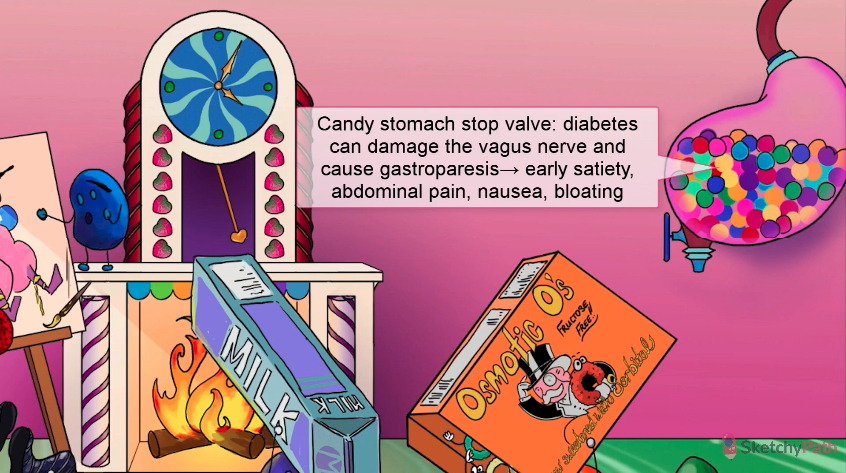 Candy stomach stop valve: diabetes
can damage the vagus nerve and
cause gastroparesis→ early satiety,
abdominal pain, nausea, bloating
MILK
MILK
Osmotic O's
FRUCTOSE
FREE!
Sorbitol
SketchyPath